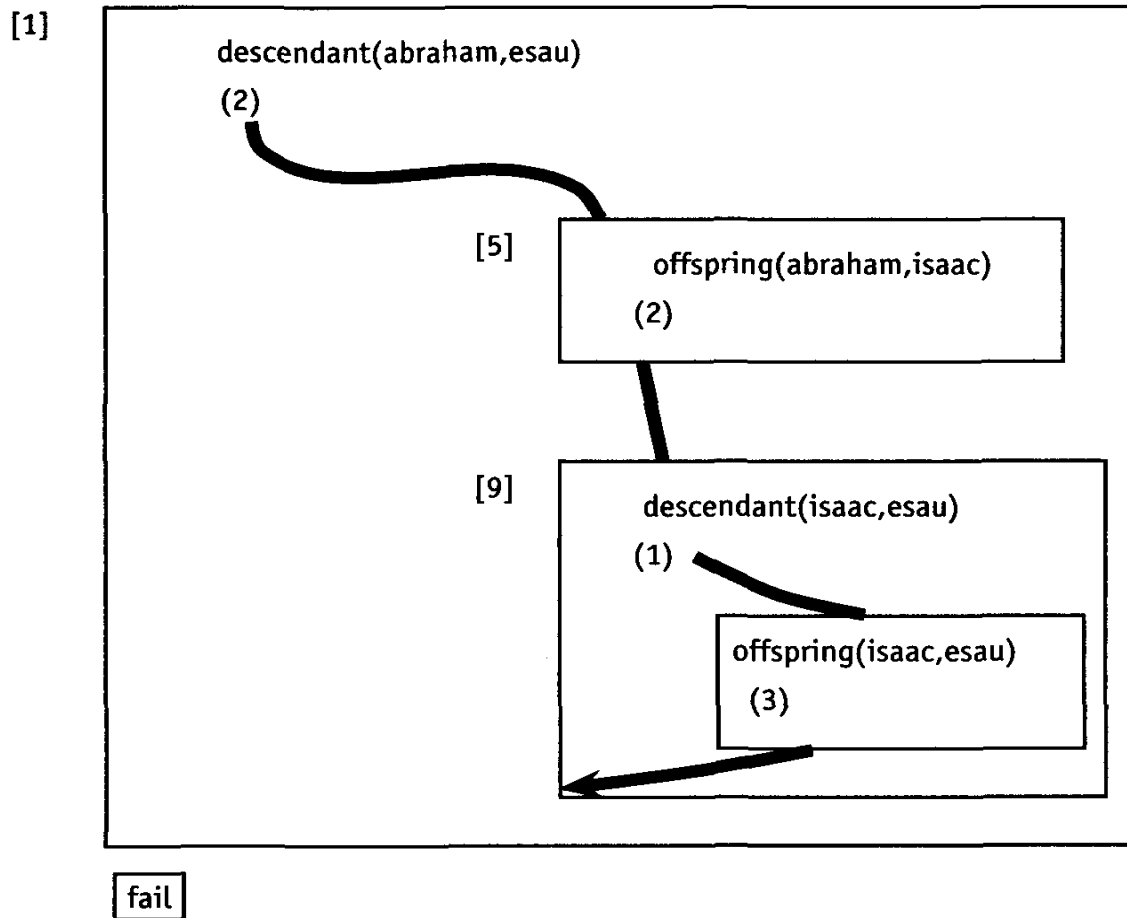 [1]
descendant(abraham,esau)
(2)
[5]
offspring(abraham,isaac)
(2)
[9]
descendant(isaac,esau)
(1)
offspring(isaac,esau)
(3)
fail